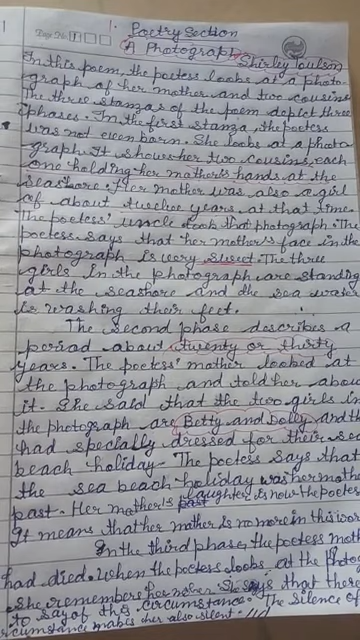 1. Poetry Section
Page No.
A Photograph Shirley Toulson
In this poem, the poetess looks at a photo-
graph of her mother and two cousins
The three stanzas of the poem depict three
phases. In the first stanza, the poetess
was not even born. She looks at a photo
graph. It shows her two cousins, each
one holding her mother's hands at the
seashore. Her mother was also a girl
of about twelve years, at that time.
The poetess' uncle took that photograph. The
poetess says that her mother's face in the
photograph is very sweet. The three
girls in the photograph are standing
at the seashore and the sea water
is washing their feet.
The second phase describes a
period about twenty or thirty
years. The poetess' mother looked at
the photograph and told her about
it. She said that the two girls in
the photograph are Betty and Dolly and th
had specially dressed for their sea
beach-holiday. The poetess says that
the sea beach-holiday was her mothe
past. Her mother's laughter is now the poetes
past
It means that her mother is no more in this wor
In the third phase, the poetess moth
had died. When the poetess looks at the photog
she remembers her mother. She says that there
to say of this circumstance. The silence of
circumstance makes her also silent.